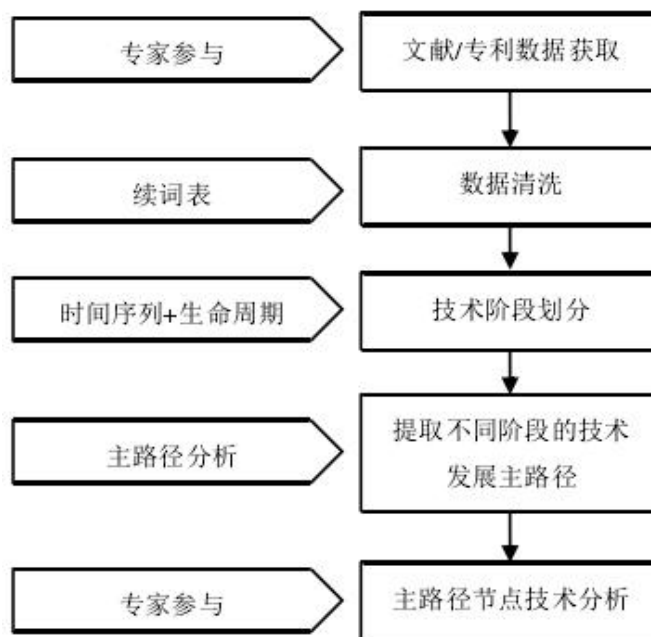 专家参与
文献/专利数据获取
续词表
数据清洗
时间序列+生命周期
技术阶段划分
主路径分析
提取不同阶段的技术
发展主路径
专家参与
主路径节点技术分析